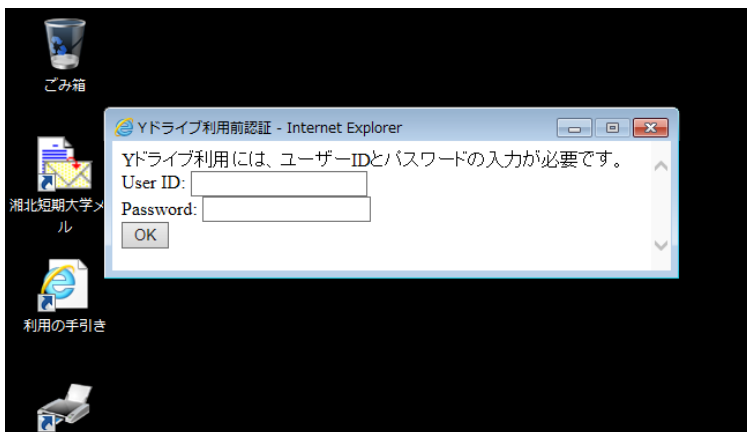 ごみ箱
Yドライブ利用前認証 - Internet Explorer
Yドライブ利用には、ユーザーIDとパスワードの入力が必要です。
User ID:
Password:
OK
湘北短期大学メ
ル
利用の手引き